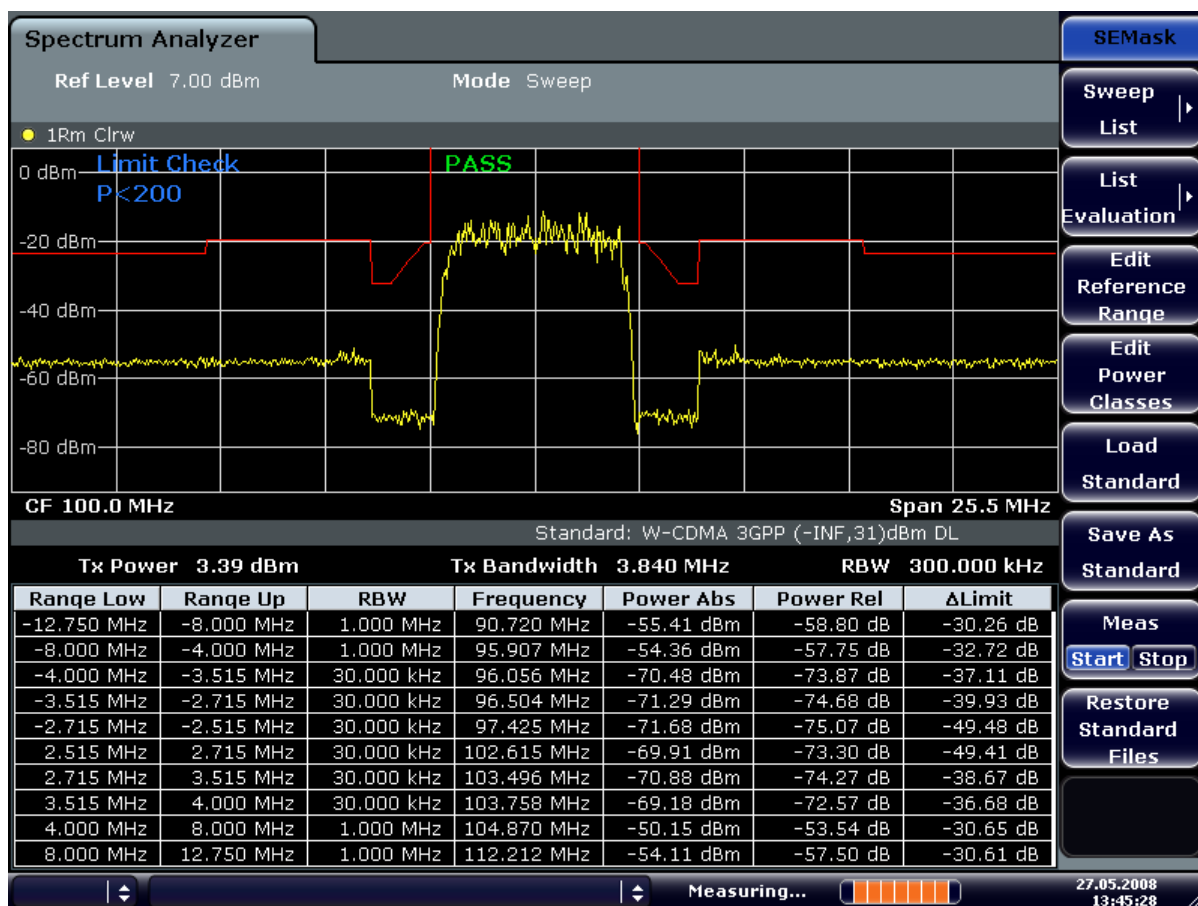 Spectrum Analyzer
Ref Level 7.00 dBm Mode Sweep
1Rm Clrw
Limit Check PASS
P<200
0 dBm
-20 dBm
-40 dBm
-60 dBm
-80 dBm
CF 100.0 MHz Span 25.5 MHz
Standard: W-CDMA 3GPP (-INF,31)dBm DL
Tx Power 3.39 dBm Tx Bandwidth 3.840 MHz RBW 300.000 kHz
Range Low Range Up RBW Frequency Power Abs Power Rel ΔLimit
-12.750 MHz -8.000 MHz 1.000 MHz 90.720 MHz -55.41 dBm -58.80 dB -30.26 dB
-8.000 MHz -4.000 MHz 1.000 MHz 95.907 MHz -54.36 dBm -57.75 dB -32.72 dB
-4.000 MHz -3.515 MHz 30.000 kHz 96.056 MHz -70.48 dBm -73.87 dB -37.11 dB
-3.515 MHz -2.715 MHz 30.000 kHz 96.504 MHz -71.29 dBm -74.68 dB -39.93 dB
-2.715 MHz -2.515 MHz 30.000 kHz 97.425 MHz -71.68 dBm -75.07 dB -49.48 dB
2.515 MHz 2.715 MHz 30.000 kHz 102.615 MHz -69.91 dBm -73.30 dB -49.41 dB
2.715 MHz 3.515 MHz 30.000 kHz 103.496 MHz -70.88 dBm -74.27 dB -38.67 dB
3.515 MHz 4.000 MHz 30.000 kHz 103.758 MHz -69.18 dBm -72.57 dB -36.68 dB
4.000 MHz 8.000 MHz 1.000 MHz 104.870 MHz -50.15 dBm -53.54 dB -30.65 dB
8.000 MHz 12.750 MHz 1.000 MHz 112.212 MHz -54.11 dBm -57.50 dB -30.61 dB
Measuring...
27.05.2008
13:45:28
SEMask
Sweep
List
List
Evaluation
Edit
Reference
Range
Edit
Power
Classes
Load
Standard
Save As
Standard
Meas
Start Stop
Restore
Standard
Files